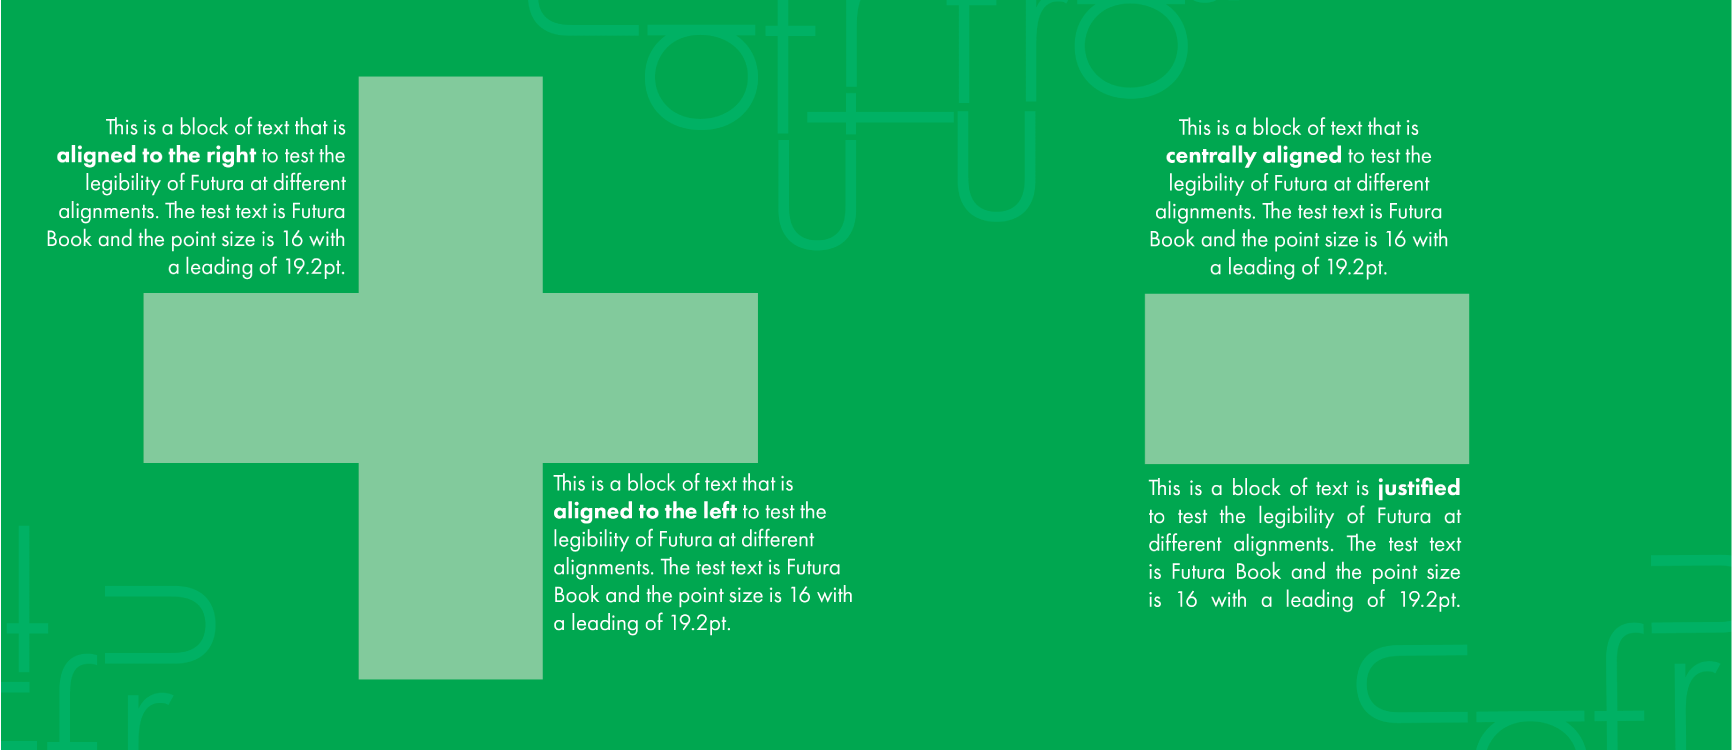 This is a block of text that is
aligned to the right to test the
legibility of Futura at different
alignments. The test text is Futura
Book and the point size is 16 with
a leading of 19.2pt.
This is a block of text that is
aligned to the left to test the
legibility of Futura at different
alignments. The test text is Futura
Book and the point size is 16 with
a leading of 19.2pt.
This is a block of text that is
centrally aligned to test the
legibility of Futura at different
alignments. The test text is Futura
Book and the point size is 16 with
a leading of 19.2pt.
This is a block of text is justified
to test the legibility of Futura at
different alignments. The test text
is Futura Book and the point size
is 16 with a leading of 19.2pt.